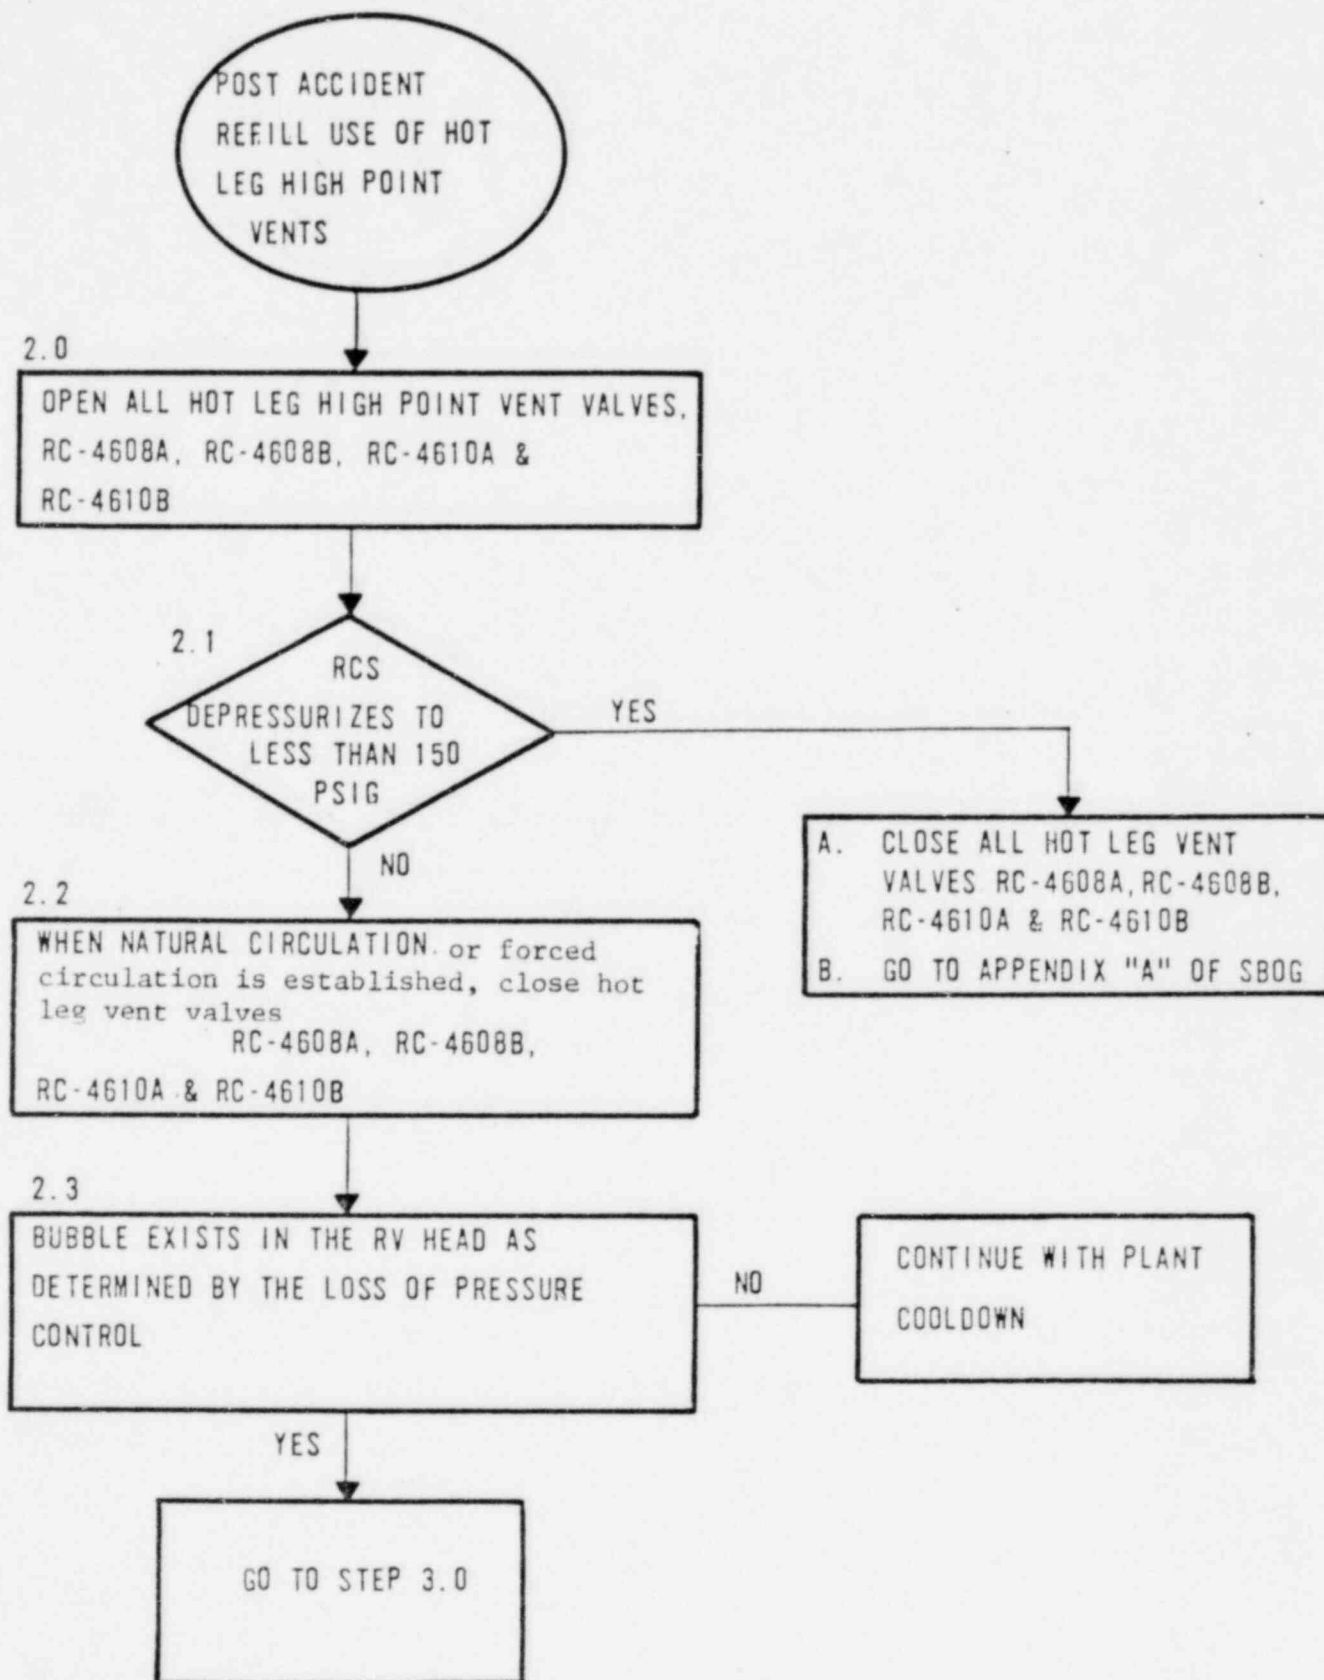 POST ACCIDENT
REFILL USE OF HOT
LEG HIGH POINT
VENTS
2.0
OPEN ALL HOT LEG HIGH POINT VENT VALVES,
RC-4608A, RC-4608B, RC-4610A &
RC-4610B
2.1
RCS
DEPRESSURIZES TO
LESS THAN 150
PSIG
YES
NO
A. CLOSE ALL HOT LEG VENT
VALVES RC-4608A, RC-4608B,
RC-4610A & RC-4610B
B. GO TO APPENDIX "A" OF SBOG
2.2
WHEN NATURAL CIRCULATION or forced
circulation is established, close hot
leg vent valves
RC-4608A, RC-4608B,
RC-4610A & RC-4610B
2.3
BUBBLE EXISTS IN THE RV HEAD AS
DETERMINED BY THE LOSS OF PRESSURE
CONTROL
NO
CONTINUE WITH PLANT
COOLDOWN
YES
GO TO STEP 3.0